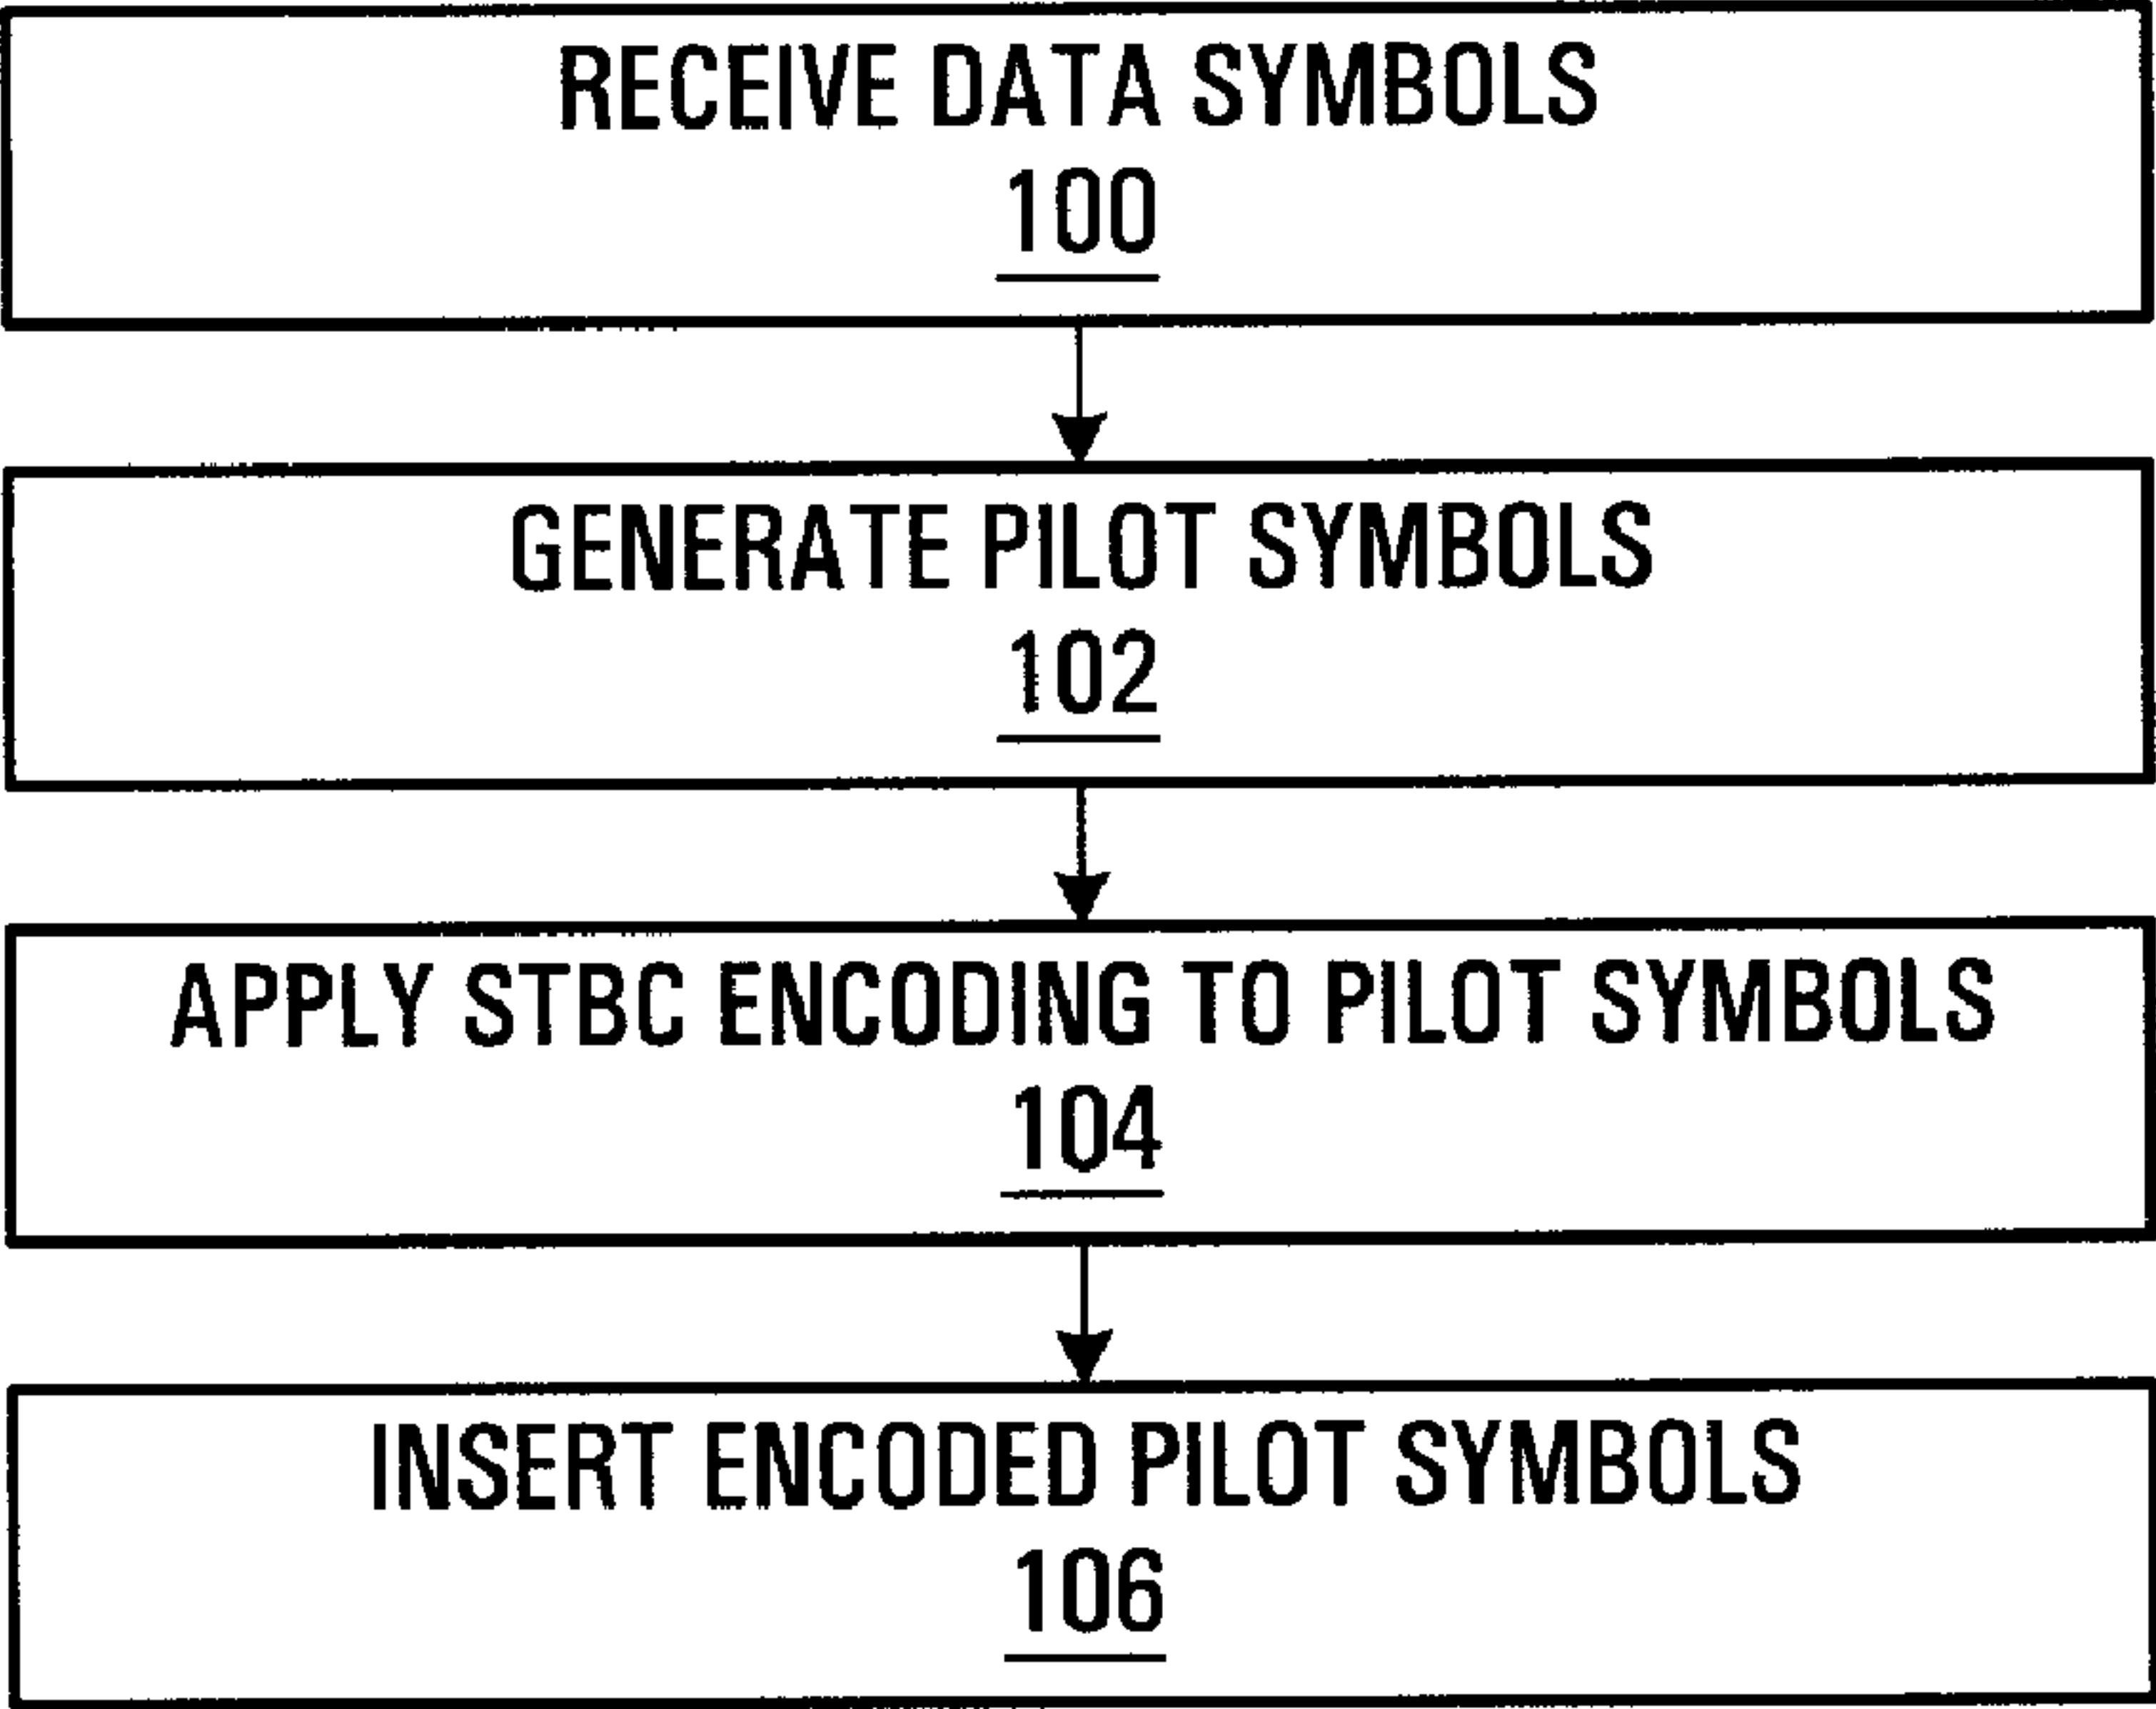 RECEIVE DATA SYMBOLS
100
GENERATE PILOT SYMBOLS
102
APPLY STBC ENCODING TO PILOT SYMBOLS
104
INSERT ENCODED PILOT SYMBOLS
106